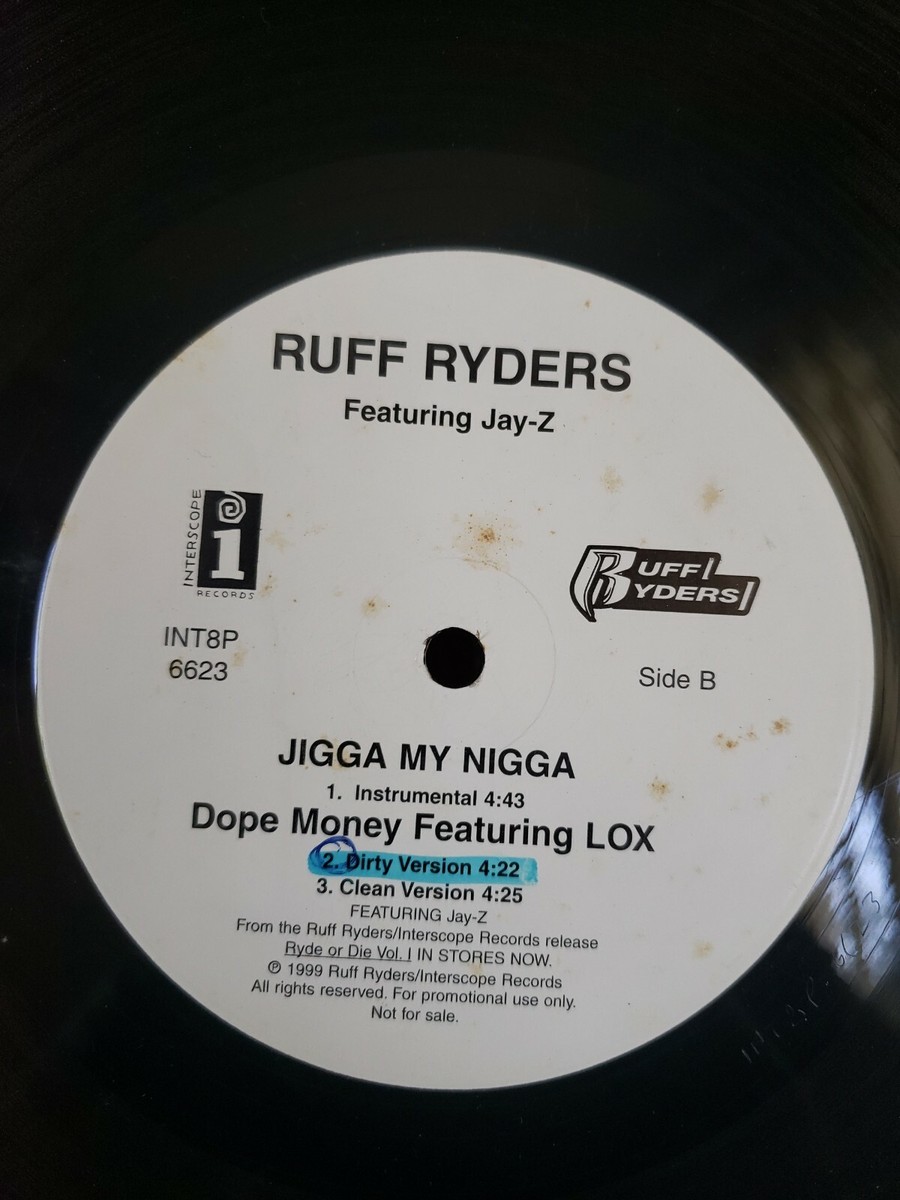 RUFF RYDERS
Featuring Jay-Z
INTERSCOPE
i
RECORDS
RUFF
RYDERS
INT8P
6623
Side B
JIGGA MY NIGGA
1. Instrumental 4:43
Dope Money Featuring LOX
2. Dirty Version 4:22
3. Clean Version 4:25
FEATURING Jay-Z
From the Ruff Ryders/Interscope Records release
Ryde or Die Vol. I IN STORES NOW.
℗ 1999 Ruff Ryders/Interscope Records
All rights reserved. For promotional use only.
Not for sale.